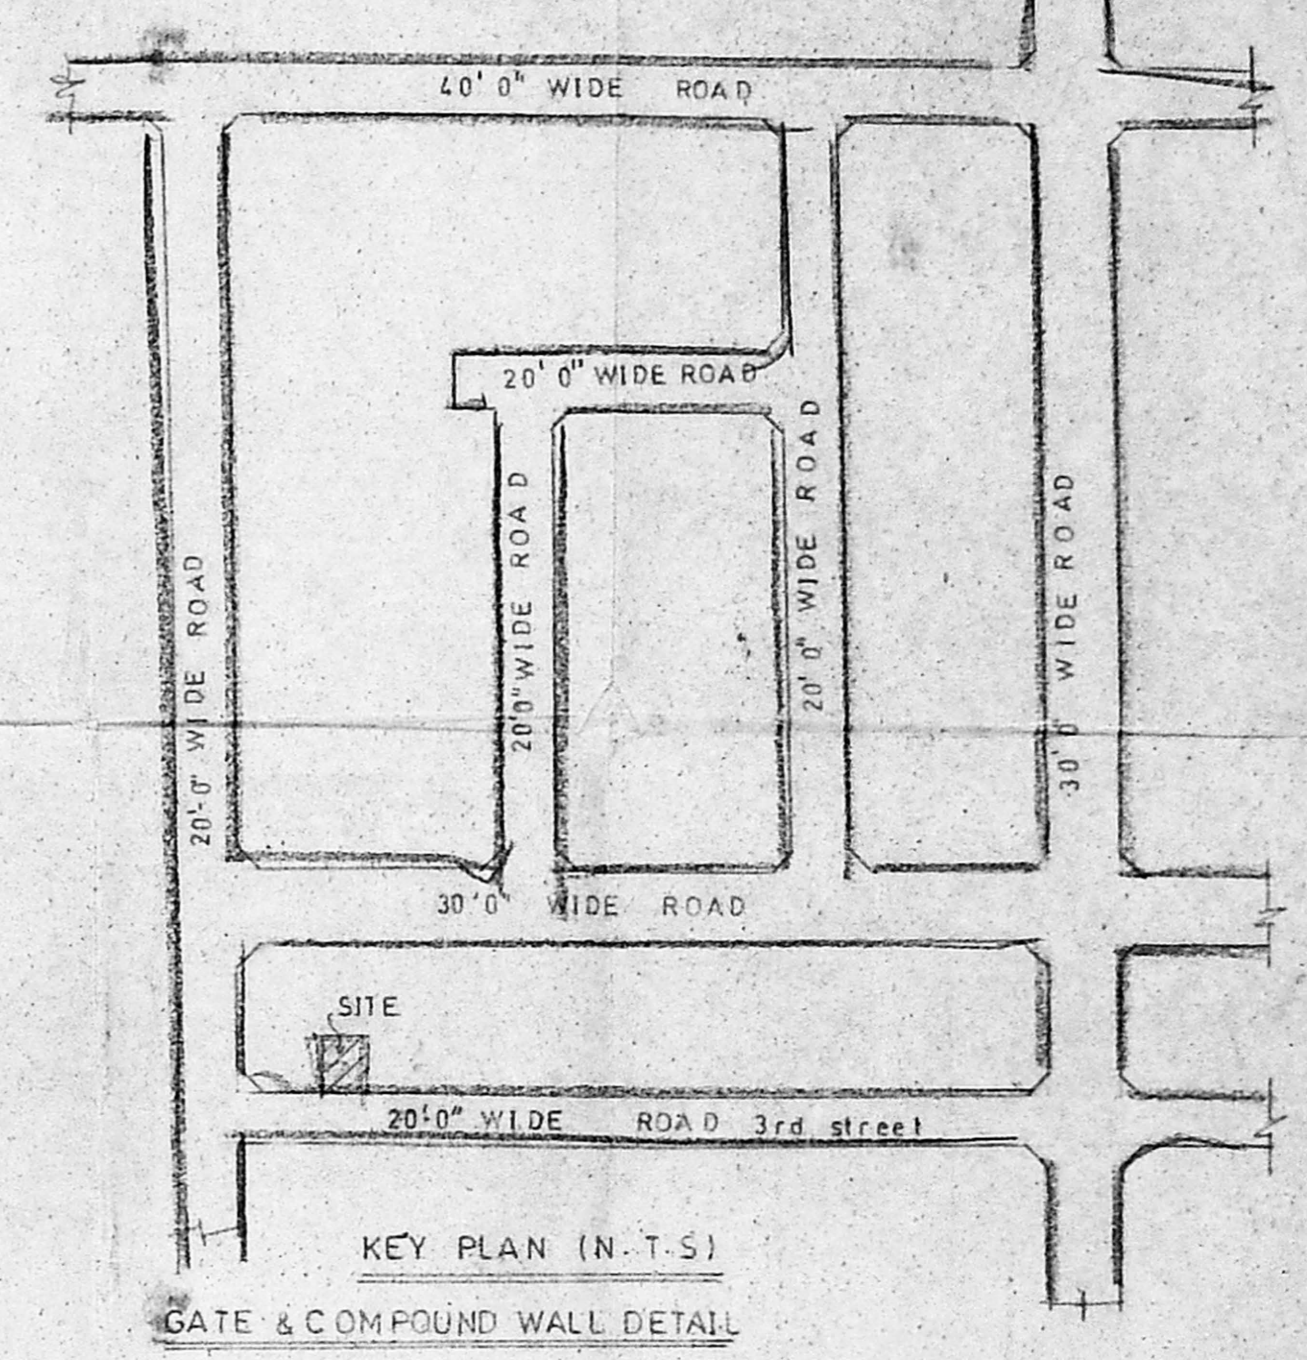 40' 0" WIDE ROAD
20' 0" WIDE ROAD
20'-0" WIDE ROAD
20'0" WIDE ROAD
20' 0" WIDE ROAD
30' 0" WIDE ROAD
30'0" WIDE ROAD
SITE
20'-0" WIDE ROAD 3rd street
KEY PLAN (N.T.S)
GATE & COMPOUND WALL DETAIL